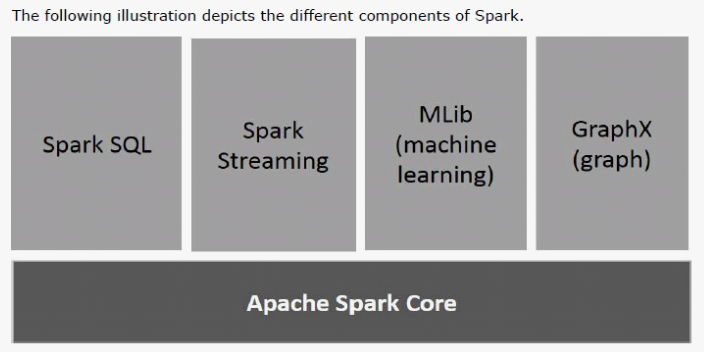 The following illustration depicts the different components of Spark.
Spark SQL
Spark
Streaming
MLib
(machine
learning)
GraphX
(graph)
Apache Spark Core